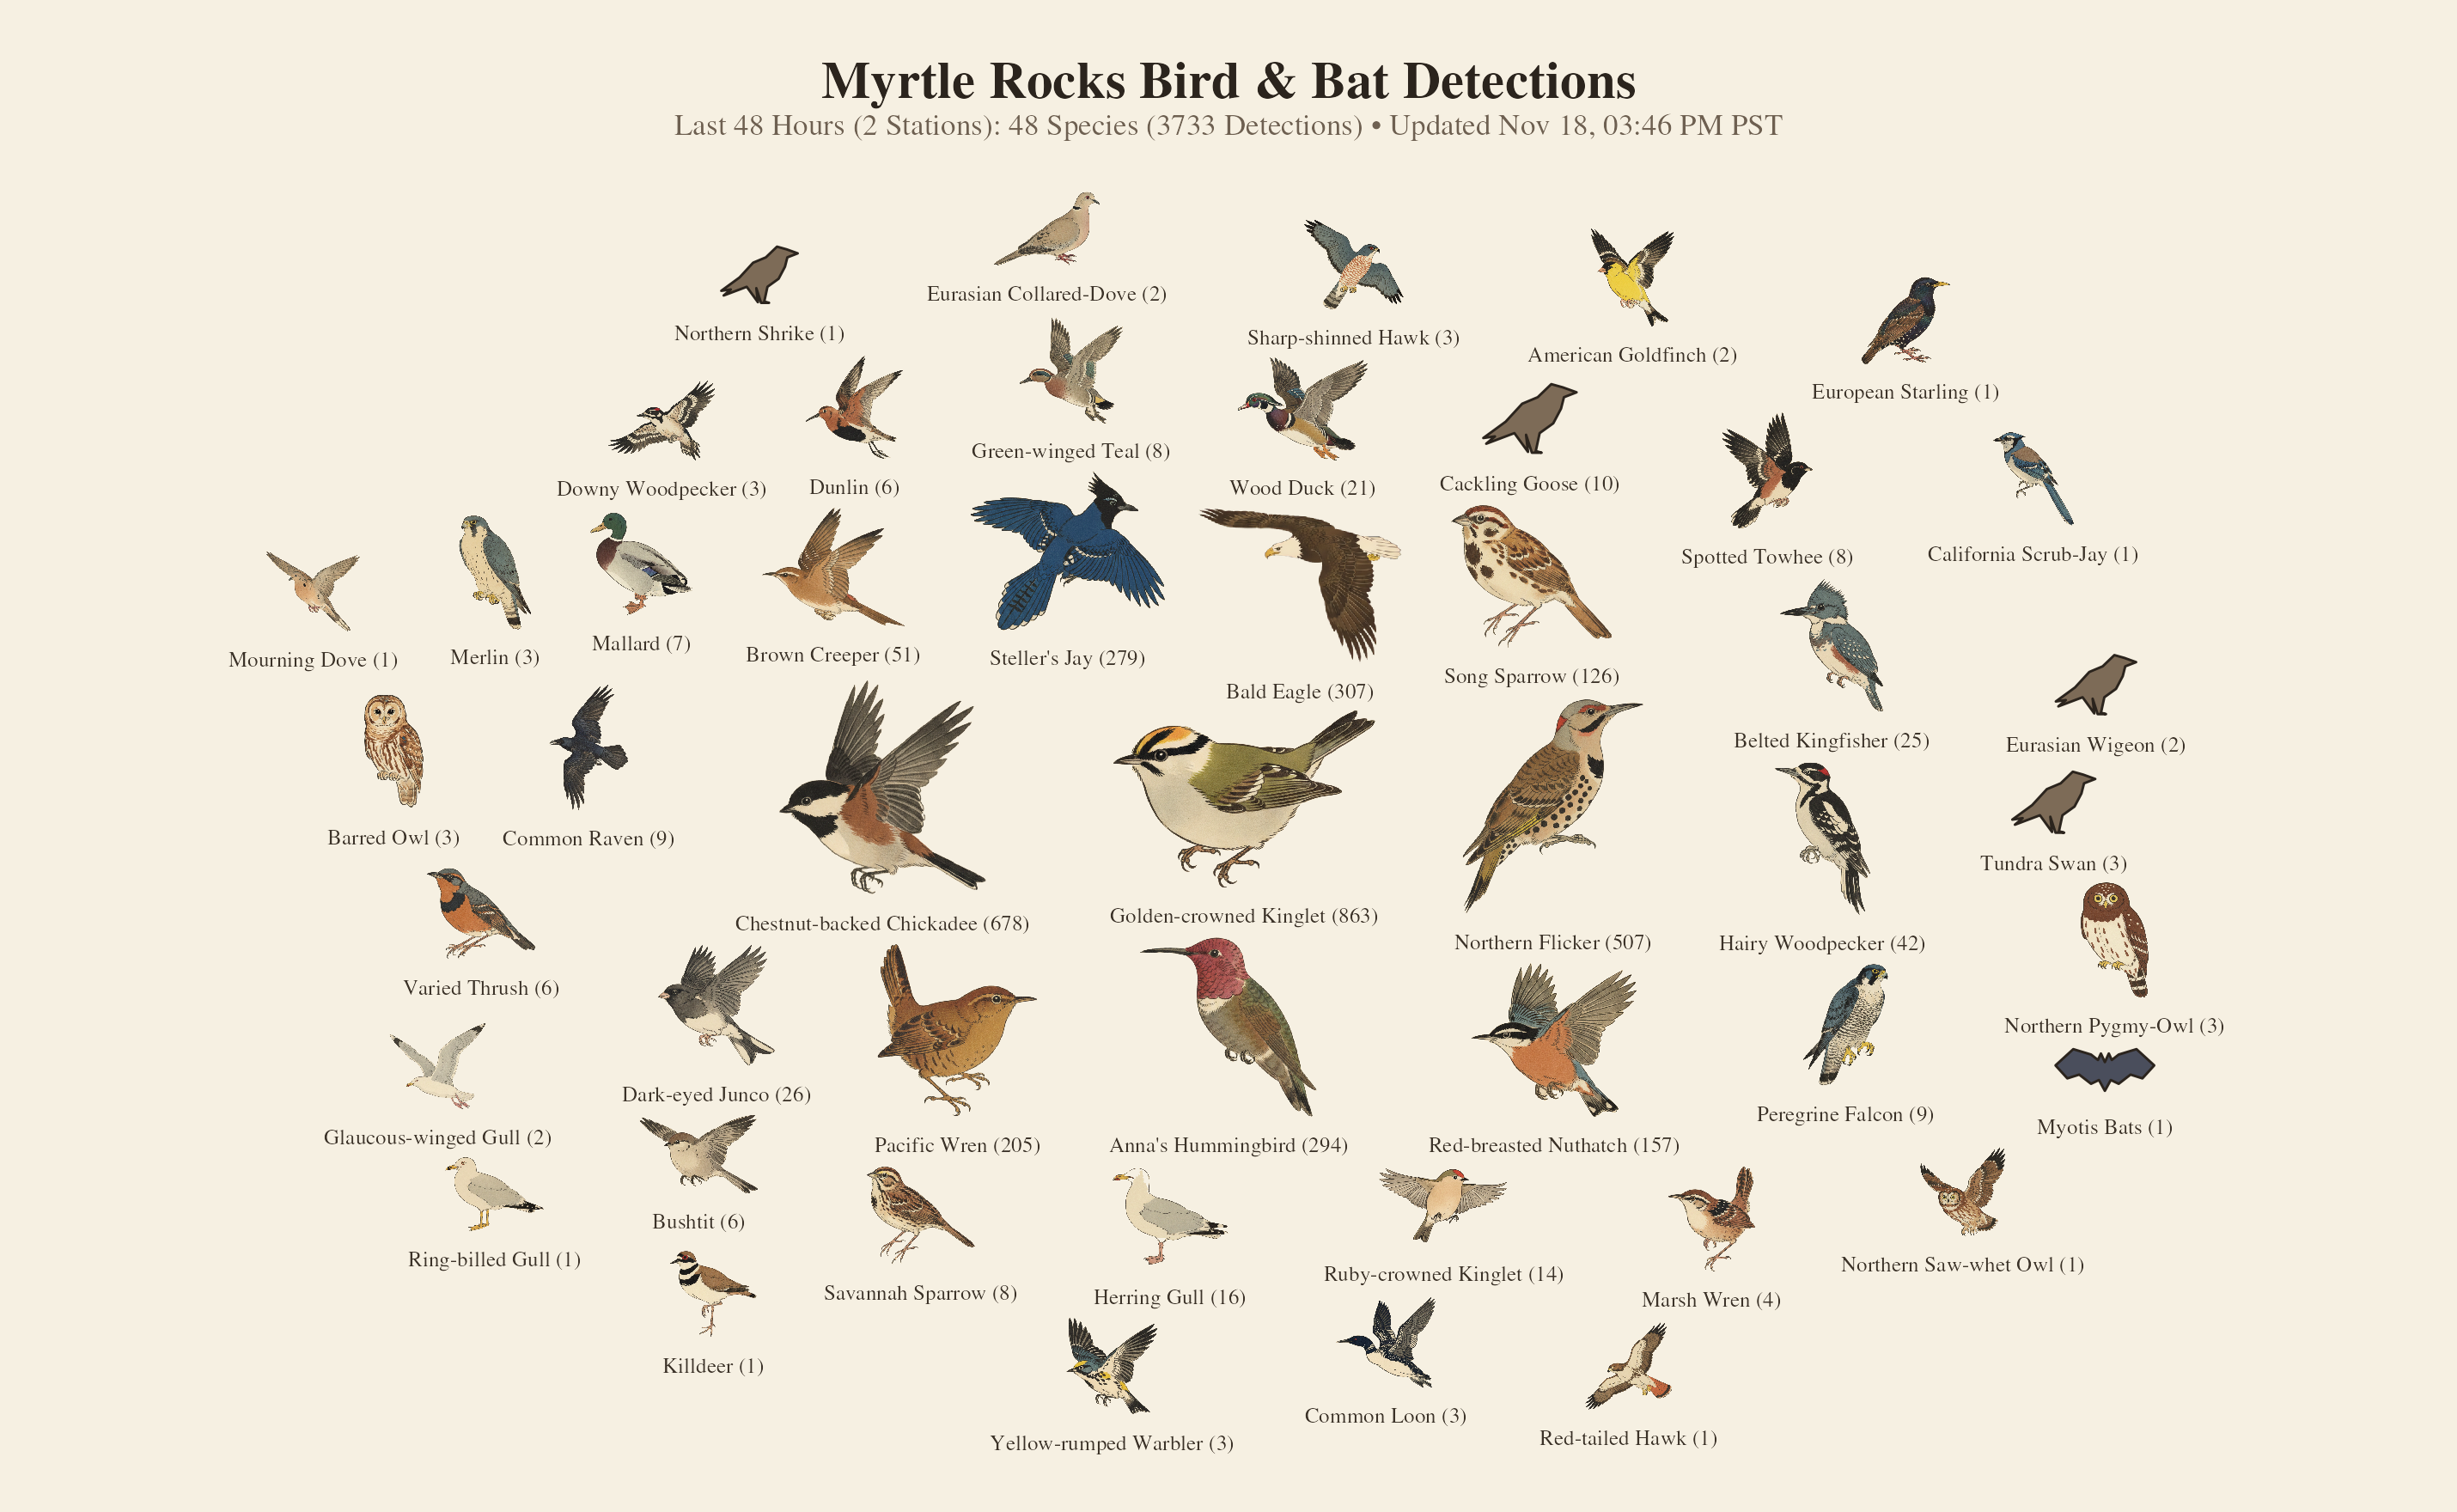 Myrtle Rocks Bird & Bat Detections
Last 48 Hours (2 Stations): 48 Species (3733 Detections) • Updated Nov 18, 03:46 PM PST
Eurasian Collared-Dove (2)
Northern Shrike (1)
Sharp-shinned Hawk (3)
American Goldfinch (2)
European Starling (1)
Green-winged Teal (8)
Downy Woodpecker (3)
Dunlin (6)
Wood Duck (21)
Cackling Goose (10)
Spotted Towhee (8)
California Scrub-Jay (1)
Mourning Dove (1)
Merlin (3)
Mallard (7)
Brown Creeper (51)
Steller's Jay (279)
Bald Eagle (307)
Song Sparrow (126)
Belted Kingfisher (25)
Eurasian Wigeon (2)
Barred Owl (3)
Common Raven (9)
Tundra Swan (3)
Chestnut-backed Chickadee (678)
Golden-crowned Kinglet (863)
Northern Flicker (507)
Hairy Woodpecker (42)
Varied Thrush (6)
Northern Pygmy-Owl (3)
Dark-eyed Junco (26)
Peregrine Falcon (9)
Myotis Bats (1)
Glaucous-winged Gull (2)
Pacific Wren (205)
Anna's Hummingbird (294)
Red-breasted Nuthatch (157)
Bushtit (6)
Ring-billed Gull (1)
Savannah Sparrow (8)
Herring Gull (16)
Ruby-crowned Kinglet (14)
Marsh Wren (4)
Northern Saw-whet Owl (1)
Killdeer (1)
Yellow-rumped Warbler (3)
Common Loon (3)
Red-tailed Hawk (1)